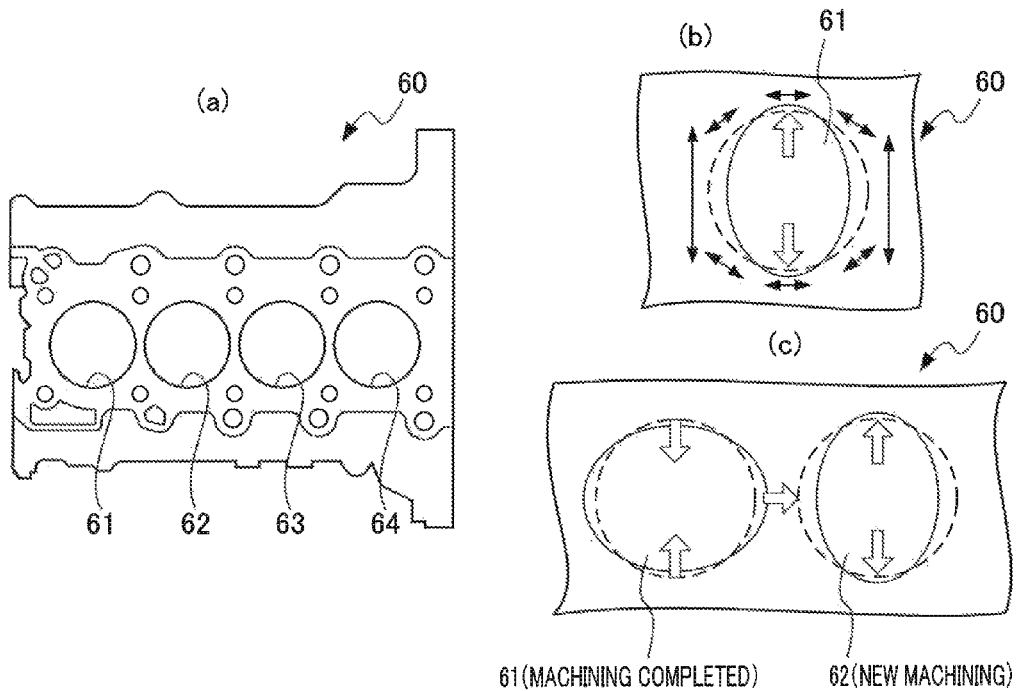 (a)
60
61
62
63
64
(b)
61
60
(c)
60
61(MACHINING COMPLETED)
62(NEW MACHINING)